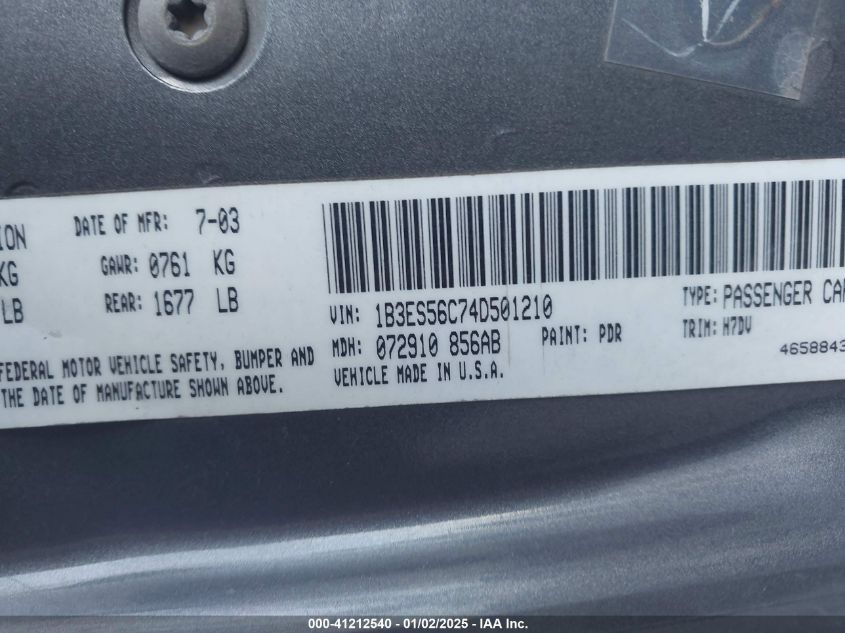 ION DATE OF MFR: 7-03
KG GAWR: 0761 KG
LB REAR: 1677 LB
FEDERAL MOTOR VEHICLE SAFETY, BUMPER AND
THE DATE OF MANUFACTURE SHOWN ABOVE.
VIN: 1B3ES56C74D501210 TYPE: PASSENGER CAR
MDH: 072910 856AB PAINT: PDR TRIM: H7DV
VEHICLE MADE IN U.S.A. 4658843
000-41212540 - 01/02/2025 - IAA Inc.